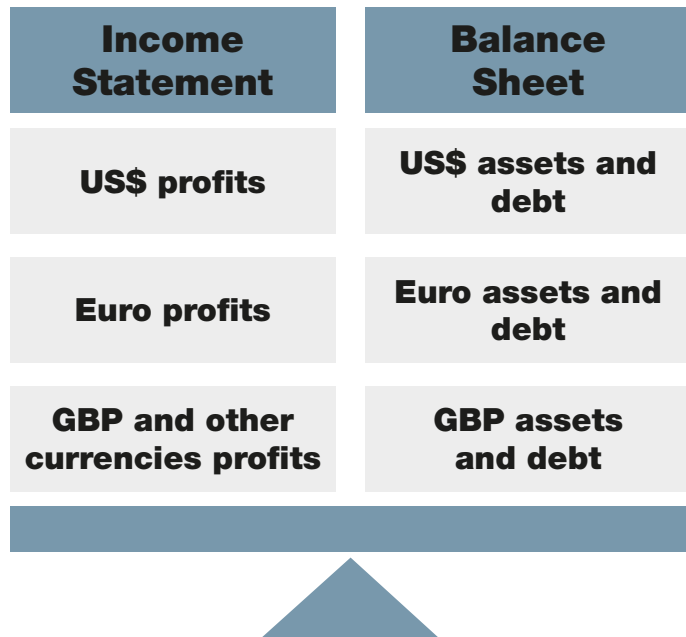 Income
Statement
Balance
Sheet
US$ profits
US$ assets and
debt
Euro profits
Euro assets and
debt
GBP and other
currencies profits
GBP assets
and debt